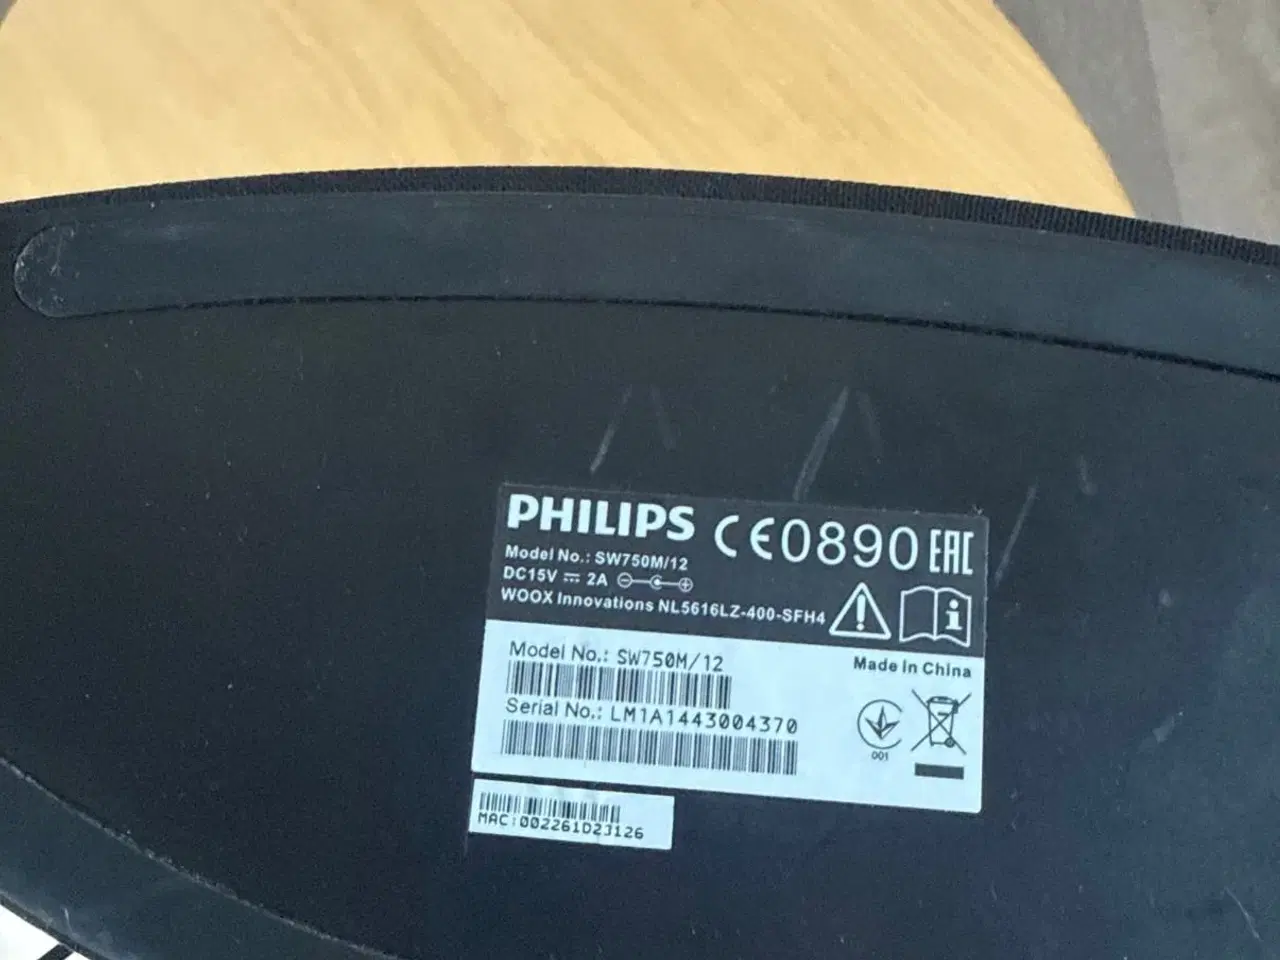 PHILIPS CE0890 EAC
Model No.: SW750M/12
DC15V 2A
WOOX Innovations NL5616LZ-400-SFH4
Model No.: SW750M/12
Made in China
Serial No.: LM1A1443004370
001
MAC:002261D23126